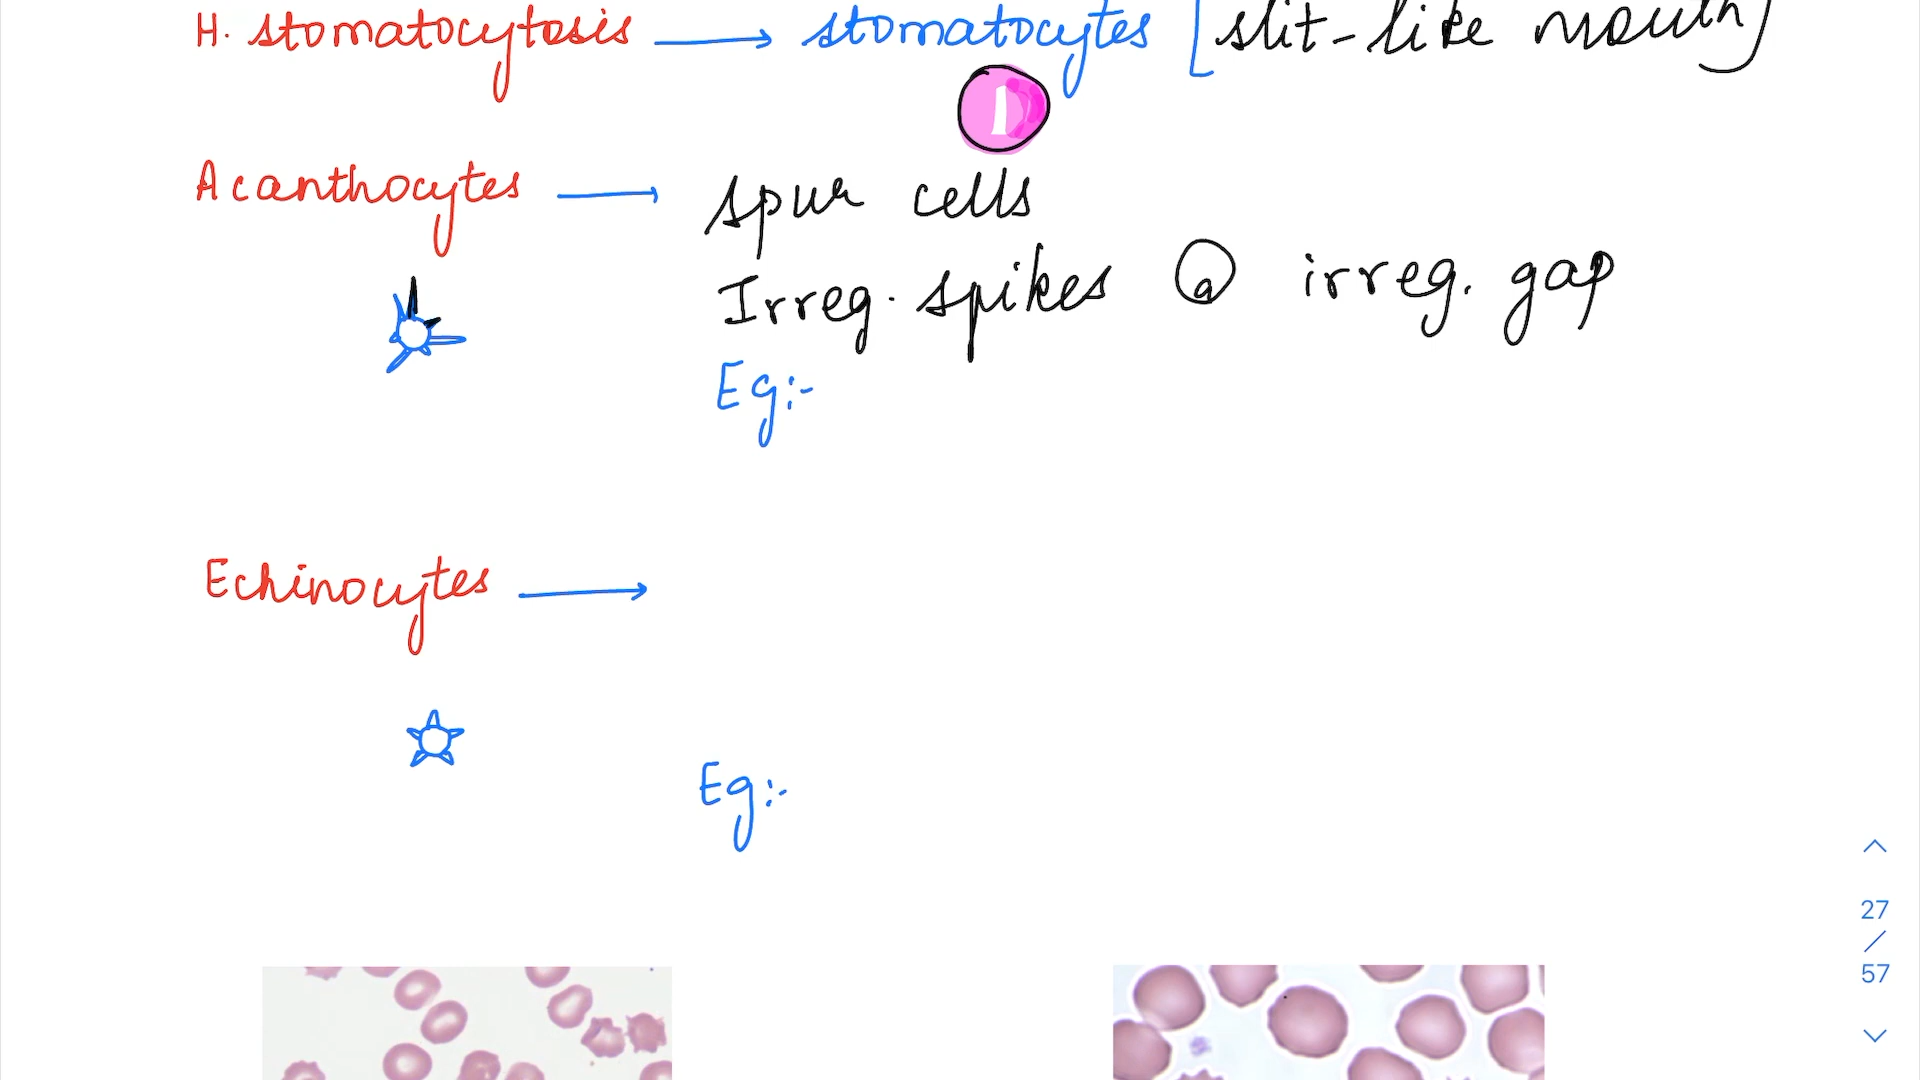 H. stomatocytosis → stomatocytes [slit-like mouth]
Acanthocytes → spur cells
Irreg. spikes @ irreg. gap
Eg:-
Echinocytes →
Eg:-
27
/
57